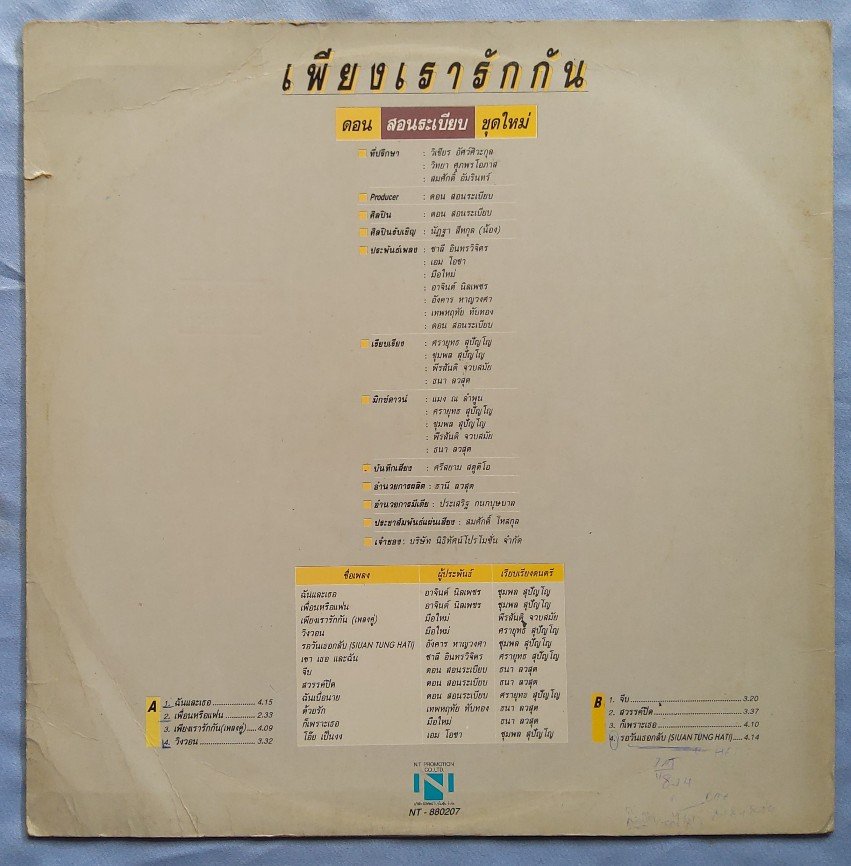 เพียงเรารักกัน
ดอน สอนระเบียบ ชุดใหม่
ที่ปรึกษา : วิเชียร อัศว์ศิวะกุล
: วิทยา ศุภพรโอภาส
: สมศักดิ์ อัมรินทร์
Producer : ดอน สอนระเบียบ
ศิลปิน : ดอน สอนระเบียบ
ศิลปินรับเชิญ : นัฏฐา สีหกุล (น้อง)
ประพันธ์เพลง : ชาลี อินทรวิจิตร
: เอม โอชา
: มือใหม่
: อาจินต์ นิลเพชร
: อังคาร หาญวงศา
: เทพหฤทัย ทับทอง
: ดอน สอนระเบียบ
เรียบเรียง : ศรายุทธ สุปัญโญ
: ชุมพล สุปัญโญ
: พีรสันติ จวบสมัย
: ธนา ลวสุต
มิกซ์ดาวน์ : แมว ณ ลำพูน
: ศรายุทธ สุปัญโญ
: ชุมพล สุปัญโญ
: พีรสันติ จวบสมัย
: ธนา ลวสุต
บันทึกเสียง : ศรีสยาม สตูดิโอ
อำนวยการผลิต : ธานี ลวสุต
อำนวยการมีเดีย : ประเสริฐ กนกบุษบาล
ประชาสัมพันธ์แผ่นเสียง : สมศักดิ์ โหสกุล
เจ้าของ : บริษัท นิธิทัศน์โปรโมชั่น จำกัด
ชื่อเพลง ผู้ประพันธ์ เรียบเรียงดนตรี
ฉันและเธอ อาจินต์ นิลเพชร ชุมพล สุปัญโญ
เพื่อนหรือแฟน อาจินต์ นิลเพชร ชุมพล สุปัญโญ
เพียงเรารักกัน (เพลงคู่) มือใหม่ พีรสันติ จวบสมัย
วิงวอน มือใหม่ ศรายุทธ สุปัญโญ
รอวันเธอกลับ (SIUAN TUNG HATI) อังคาร หาญวงศา ชุมพล สุปัญโญ
เขา เธอ และฉัน ชาลี อินทรวิจิตร ศรายุทธ สุปัญโญ
จีบ ดอน สอนระเบียบ ธนา ลวสุต
สวรรค์ปิด ดอน สอนระเบียบ ธนา ลวสุต
ฉันเบื่อนาย ดอน สอนระเบียบ ศรายุทธ สุปัญโญ
ด้วยรัก เทพหฤทัย ทับทอง ธนา ลวสุต
ก็เพราะเธอ มือใหม่ ธนา ลวสุต
โอ๊ย เป็นงง เอม โอชา ชุมพล สุปัญโญ
A
1. ฉันและเธอ 4.15
2. เพื่อนหรือแฟน 2.33
3. เพียงเรารักกัน(เพลงคู่) 4.09
4. วิงวอน 3.32
B
1. จีบ 3.20
2. สวรรค์ปิด 3.37
3. ก็เพราะเธอ 4.10
4. รอวันเธอกลับ (SIUAN TUNG HATI) 4.14
NT PROMOTION
CO.,LTD.
NT - 880207